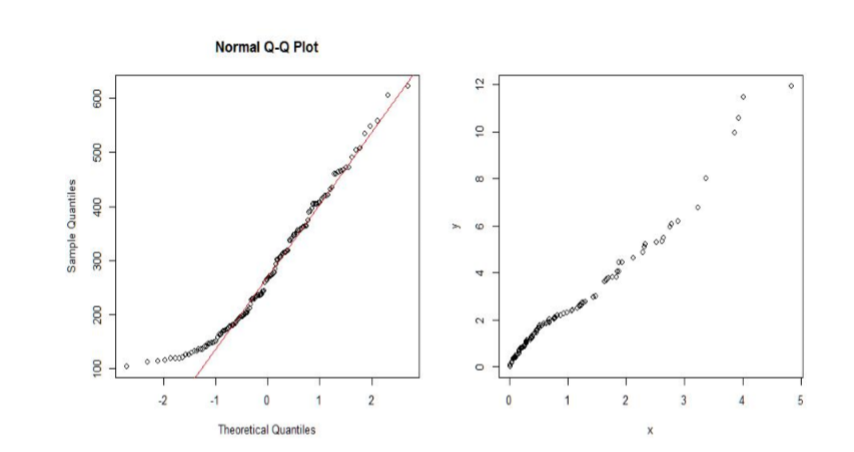 Normal Q-Q Plot
Sample Quantiles
600
500
400
300
200
100
-2 -1 0 1 2
Theoretical Quantiles
y
12
10
8
6
4
2
0
0 1 2 3 4 5
x